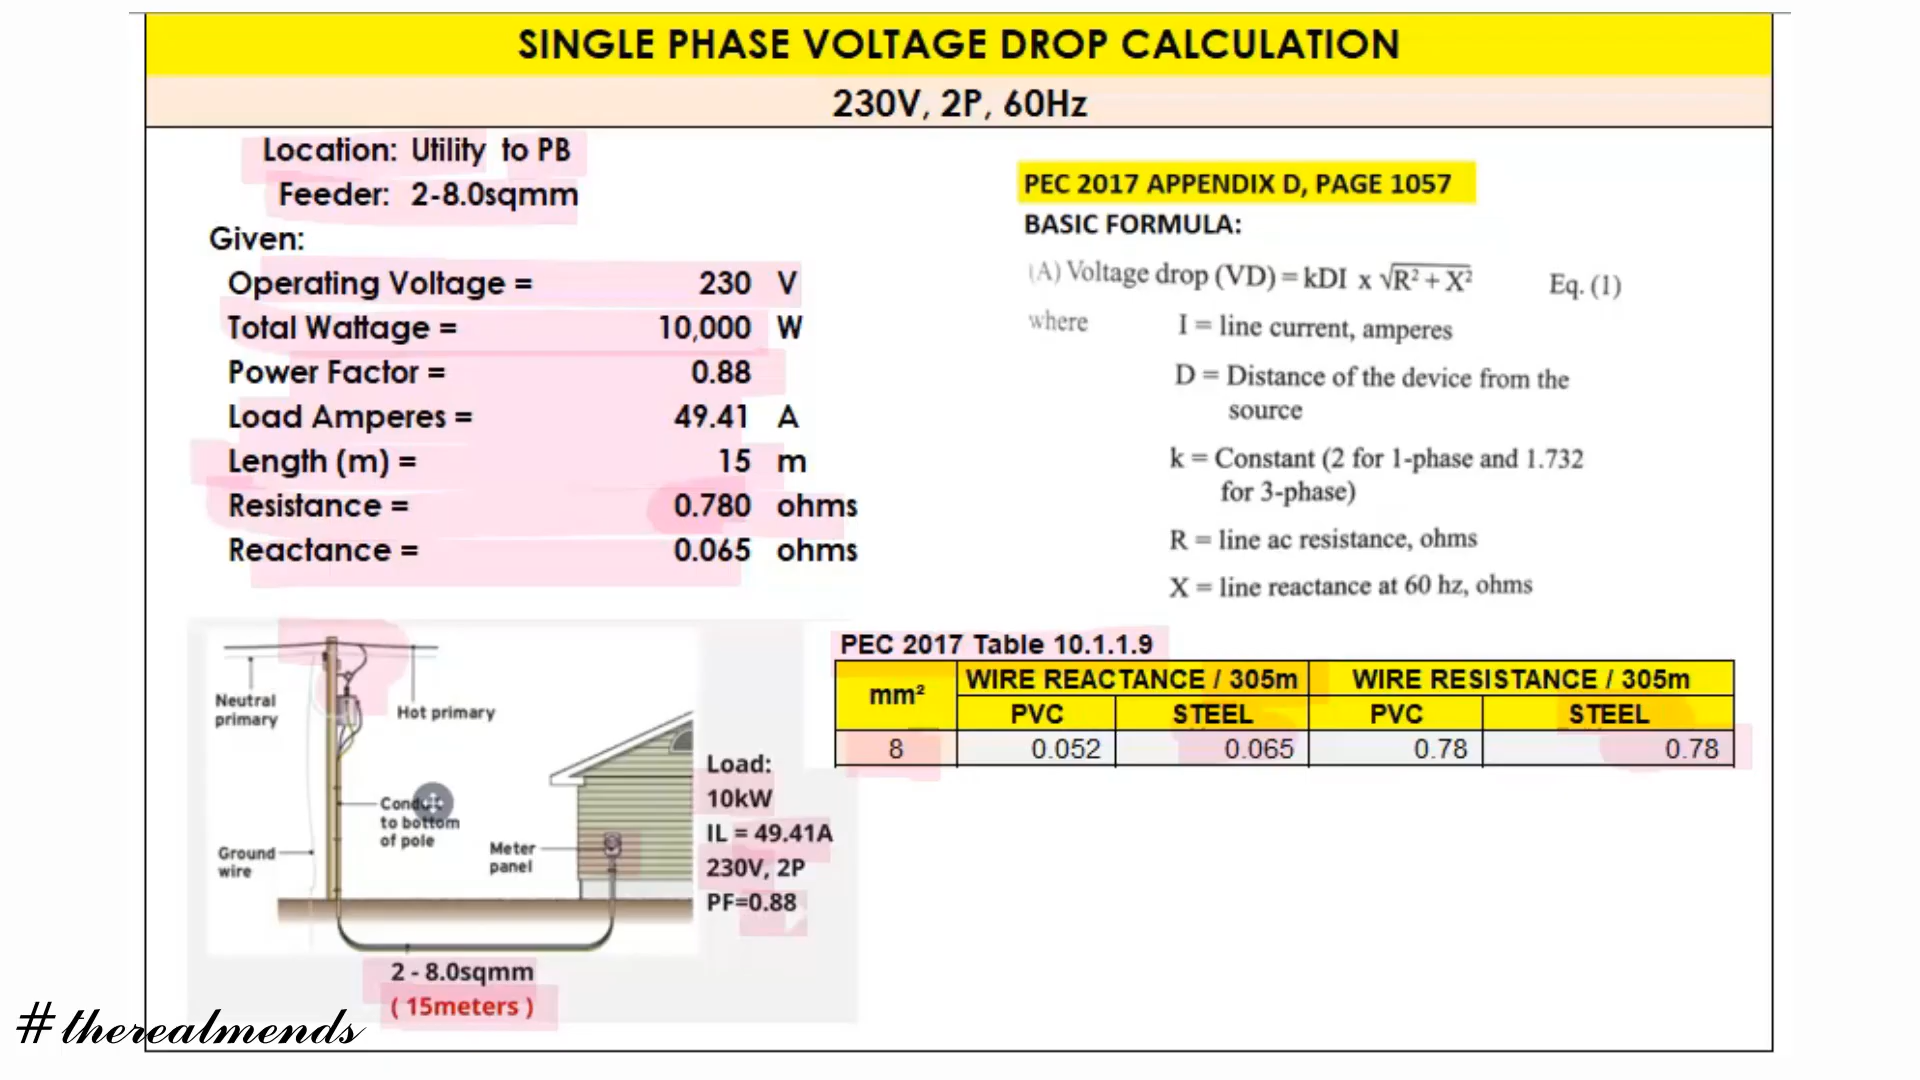 SINGLE PHASE VOLTAGE DROP CALCULATION
230V, 2P, 60Hz
Location: Utility to PB
Feeder: 2-8.0sqmm
Given:
Operating Voltage = 230 V
Total Wattage = 10,000 W
Power Factor = 0.88
Load Amperes = 49.41 A
Length (m) = 15 m
Resistance = 0.780 ohms
Reactance = 0.065 ohms
PEC 2017 APPENDIX D, PAGE 1057
BASIC FORMULA:
(A) Voltage drop (VD) = kDI x √R² + X² Eq. (1)
where I = line current, amperes
D = Distance of the device from the
source
k = Constant (2 for 1-phase and 1.732
for 3-phase)
R = line ac resistance, ohms
X = line reactance at 60 hz, ohms
PEC 2017 Table 10.1.1.9
mm² WIRE REACTANCE / 305m WIRE RESISTANCE / 305m
PVC STEEL PVC STEEL
8 0.052 0.065 0.78 0.78
Neutral
primary
Hot primary
to bottom
of pole
Ground
wire
Meter
panel
Load:
10kW
IL = 49.41A
230V, 2P
PF=0.88
2 - 8.0sqmm
( 15meters )
#therealmends